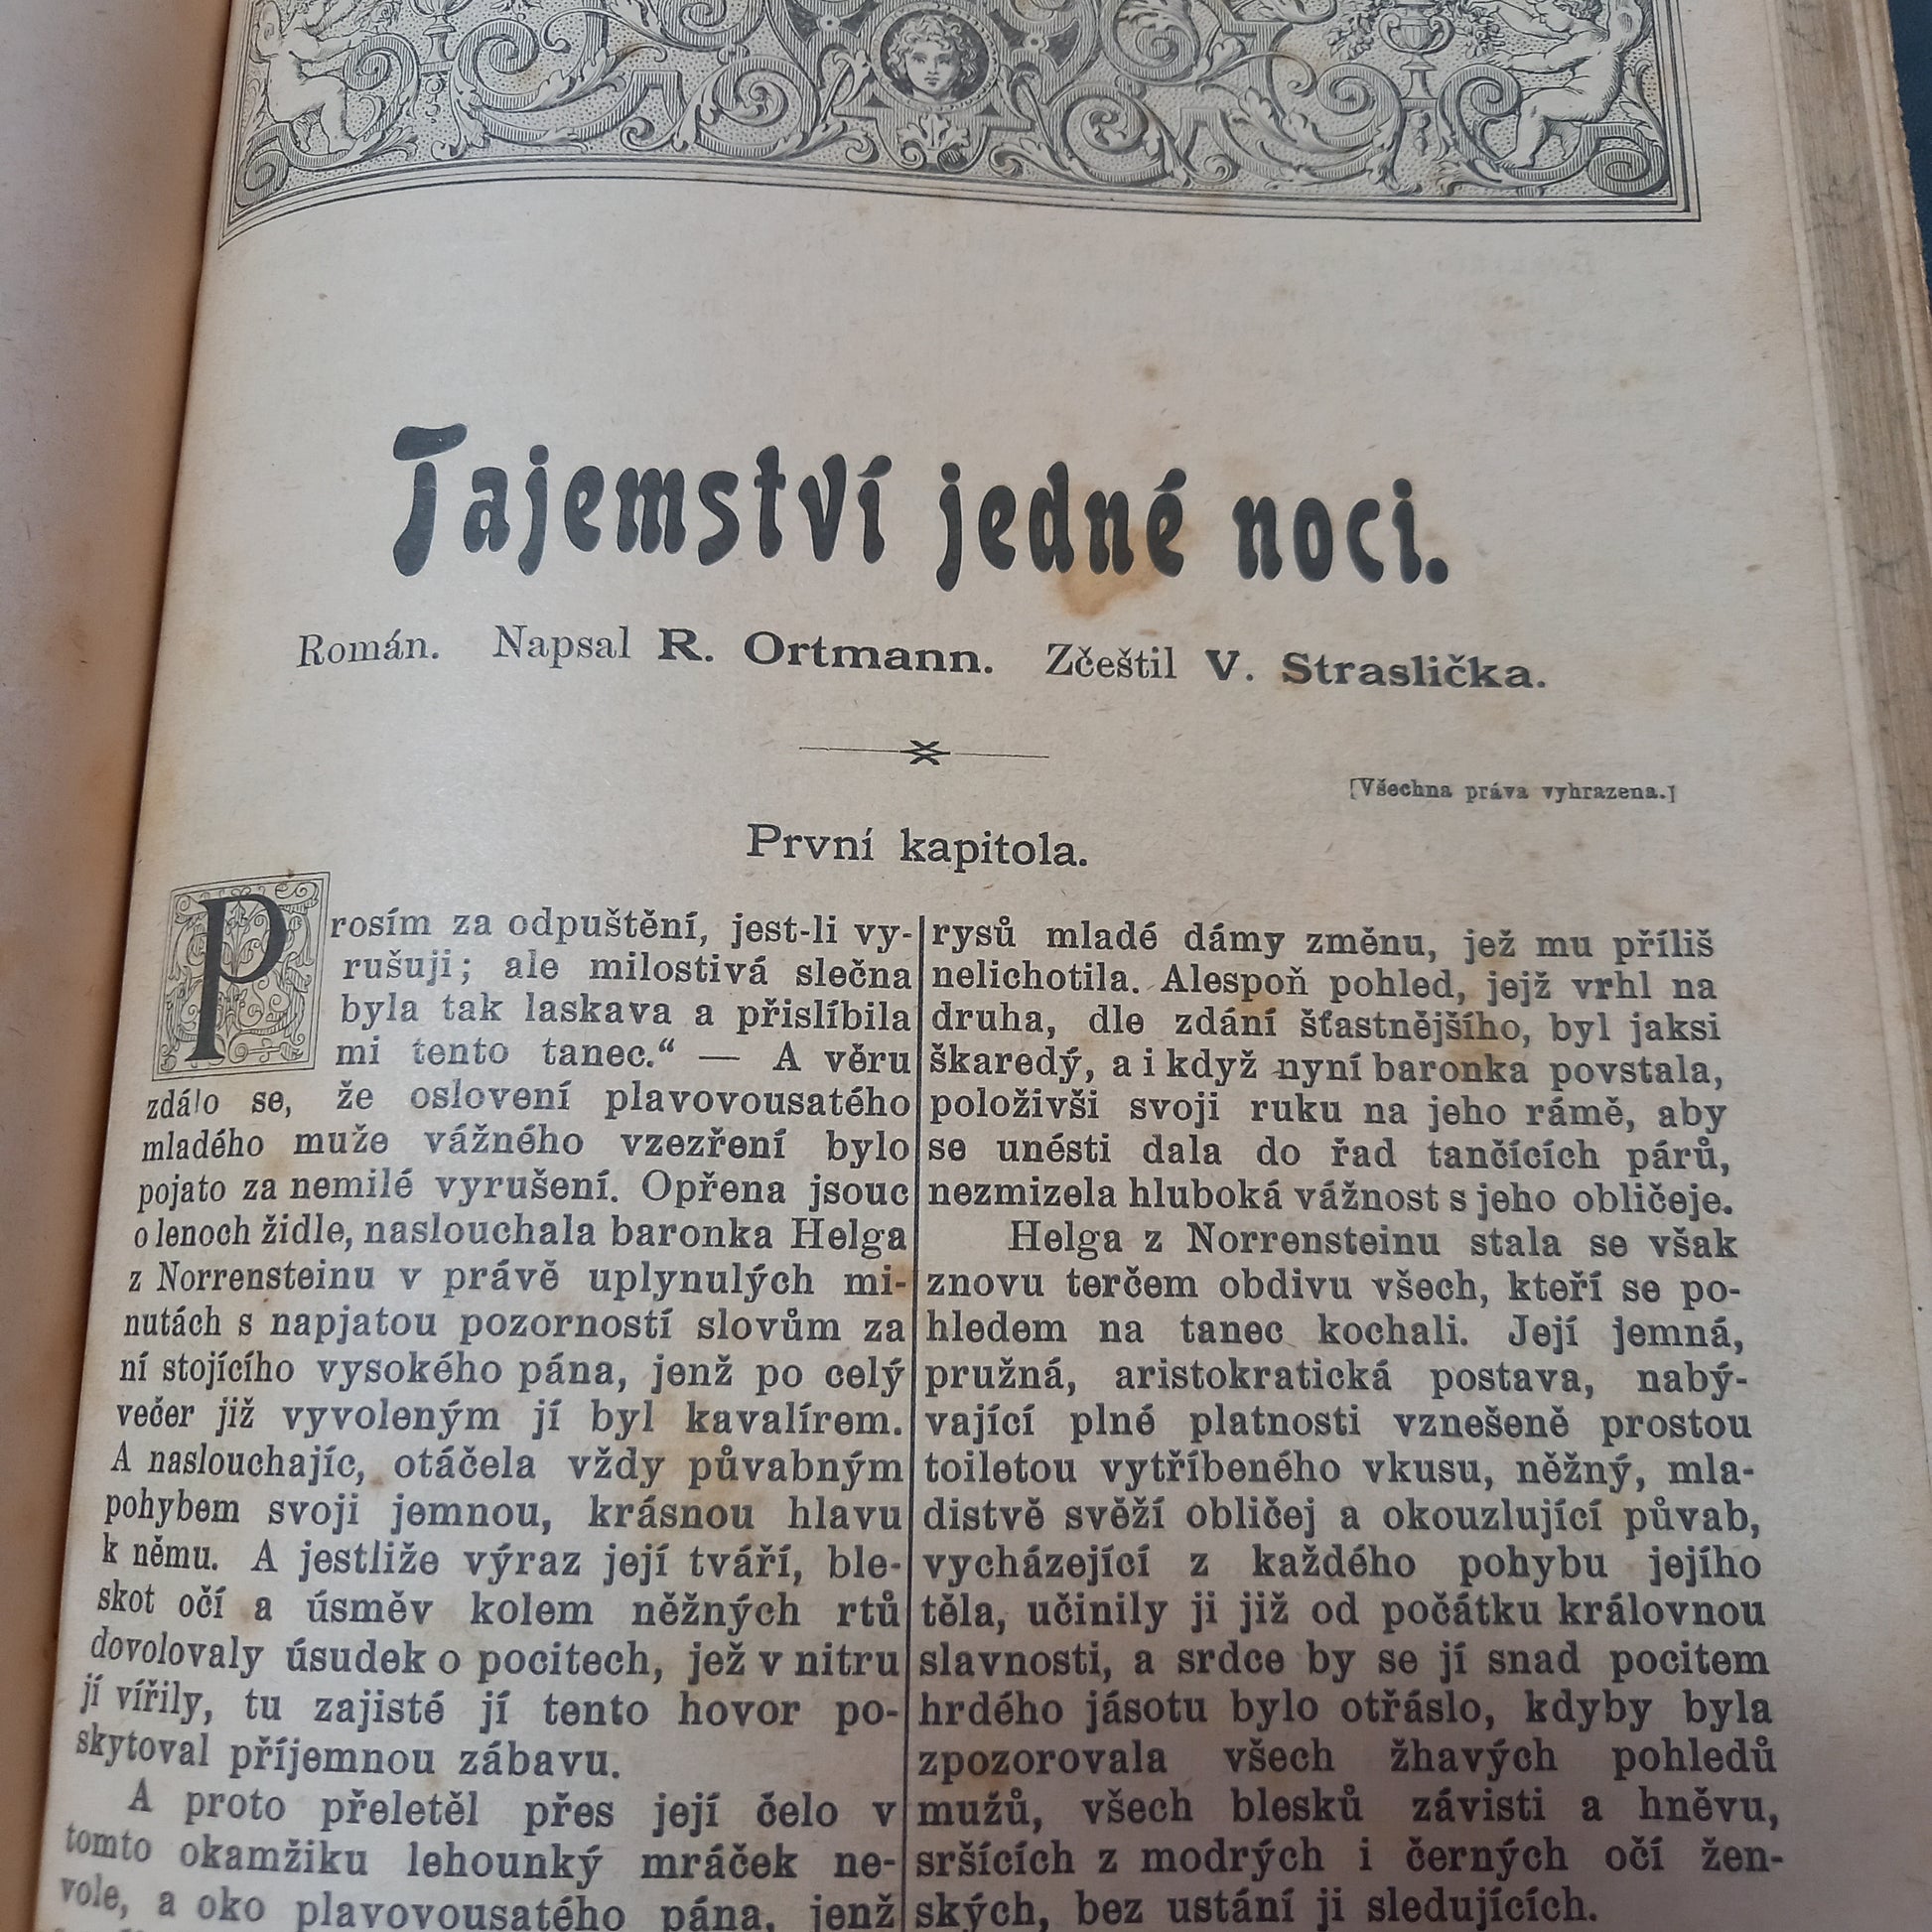 Tajemství jedné noci.
Román. Napsal R. Ortmann. Zčeštil V. Straslička.
[Všechna práva vyhrazena.]
První kapitola.
Prosím za odpuštění, jest-li vy-
rušuji; ale milostivá slečna
byla tak laskava a přislíbila
mi tento tanec.“ — A věru
zdálo se, že oslovení plavovousatého
mladého muže vážného vzezření bylo
pojato za nemilé vyrušení. Opřena jsouc
o lenoch židle, naslouchala baronka Helga
z Norrensteinu v právě uplynulých mi-
nutách s napjatou pozorností slovům za
ní stojícího vysokého pána, jenž po celý
večer již vyvoleným jí byl kavalírem.
A naslouchajíc, otáčela vždy půvabným
pohybem svoji jemnou, krásnou hlavu
k němu. A jestliže výraz její tváří, ble-
skot očí a úsměv kolem něžných rtů
dovolovaly úsudek o pocitech, jež v nitru
jí vířily, tu zajisté jí tento hovor po-
skytoval příjemnou zábavu.
A proto přeletěl přes její čelo v
tomto okamžiku lehounký mráček ne-
vole, a oko plavovousatého pána, jenž
rysů mladé dámy změnu, jež mu příliš
nelichotila. Alespoň pohled, jejž vrhl na
druha, dle zdání šťastnějšího, byl jaksi
škaredý, a i když nyní baronka povstala,
položivši svoji ruku na jeho rámě, aby
se unésti dala do řad tančících párů,
nezmizela hluboká vážnost s jeho obličeje.
Helga z Norrensteinu stala se však
znovu terčem obdivu všech, kteří se po-
hledem na tanec kochali. Její jemná,
pružná, aristokratická postava, nabý-
vající plné platnosti vznešeně prostou
toiletou vytříbeného vkusu, něžný, mla-
distvě svěží obličej a okouzlující půvab,
vycházející z každého pohybu jejího
těla, učinily ji již od počátku královnou
slavnosti, a srdce by se jí snad pocitem
hrdého jásotu bylo otřáslo, kdyby byla
zpozorovala všech žhavých pohledů
mužů, všech blesků závisti a hněvu,
sršících z modrých i černých očí žen-
ských, bez ustání ji sledujících.